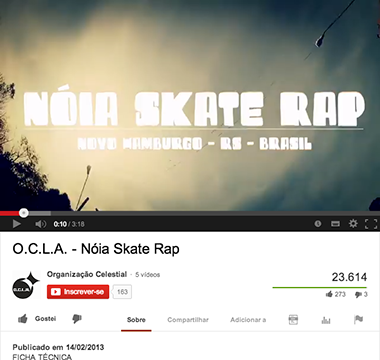 NÓIA SKATE RAP
NOVO HAMBURGO - RS - BRASIL
0:10 / 3:18
O.C.L.A. - Nóia Skate Rap
O.C.L.A.
Organização Celestial · 5 vídeos
Inscrever-se 163
23.614
273 3
Gostei
Sobre Compartilhar Adicionar a
Publicado em 14/02/2013
FICHA TÉCNICA